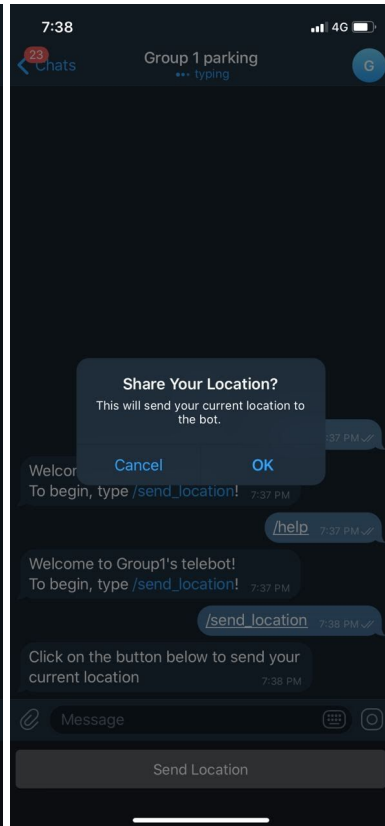 7:38
4G
23
Chats
Group 1 parking
typing
G
Share Your Location?
This will send your current location to
the bot.
Cancel
OK
:37 PM
Welcom
To begin, type /send_location! 7:37 PM
/help 7:37 PM
Welcome to Group1's telebot!
To begin, type /send_location! 7:37 PM
/send_location 7:38 PM
Click on the button below to send your
current location 7:38 PM
Message
Send Location